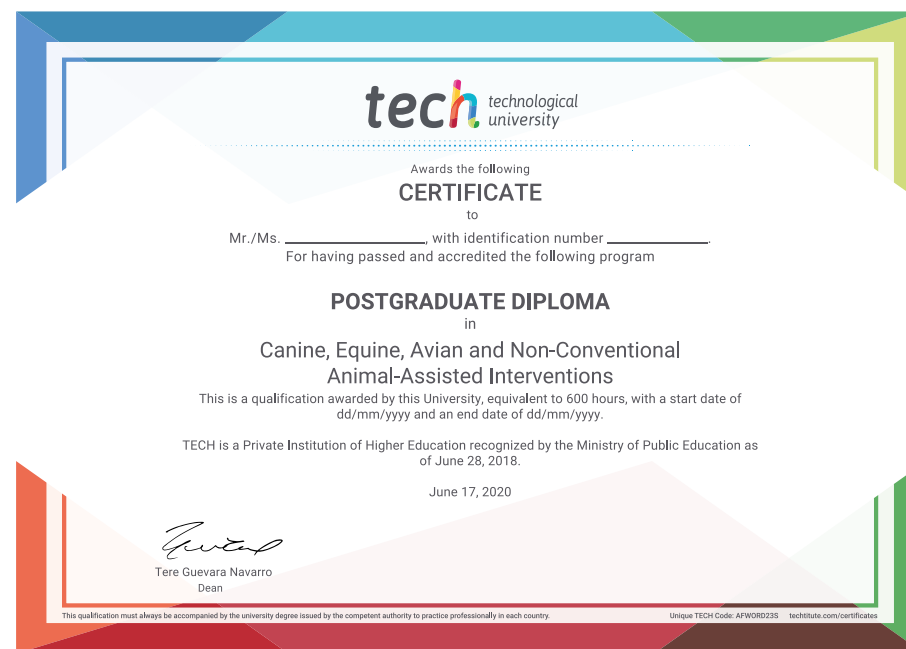 tech technological
university
Awards the following
CERTIFICATE
to
Mr./Ms. ____________________, with identification number ______________.
For having passed and accredited the following program
POSTGRADUATE DIPLOMA
in
Canine, Equine, Avian and Non-Conventional
Animal-Assisted Interventions
This is a qualification awarded by this University, equivalent to 600 hours, with a start date of
dd/mm/yyyy and an end date of dd/mm/yyyy.
TECH is a Private Institution of Higher Education recognized by the Ministry of Public Education as
of June 28, 2018.
June 17, 2020
Tere Guevara Navarro
Dean
This qualification must always be accompanied by the university degree issued by the competent authority to practice professionally in each country. Unique TECH Code: AFWORD23S techtitute.com/certificates